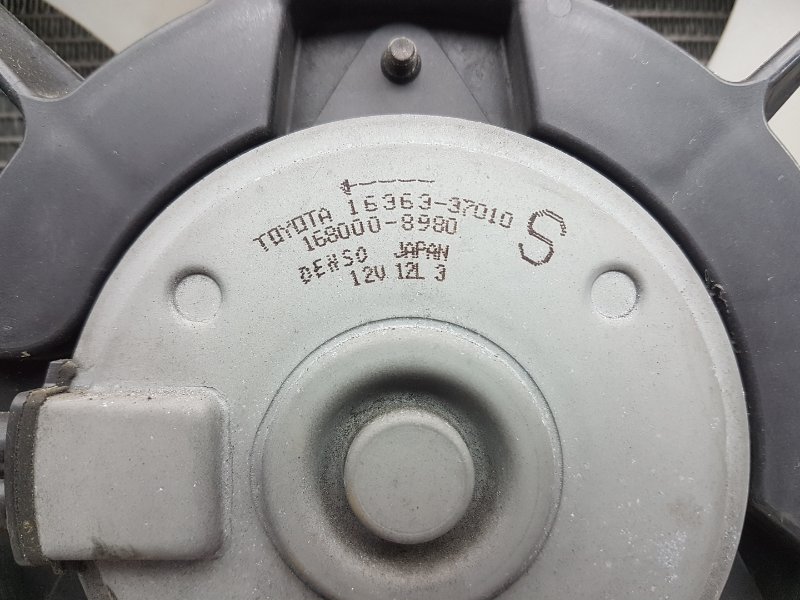 TOYOTA 16363-37010
168000-8980 S
DENSO JAPAN
12V 12L 3